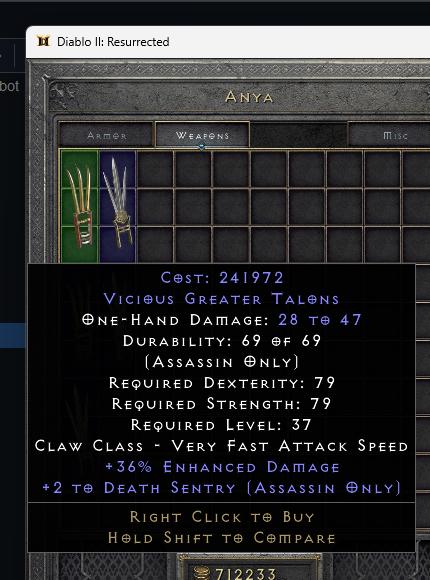 bot
Diablo II: Resurrected
Anya
Armor
Weapons
Misc
Cost: 241972
Vicious Greater Talons
One-Hand Damage: 28 to 47
Durability: 69 of 69
(Assassin Only)
Required Dexterity: 79
Required Strength: 79
Required Level: 37
Claw Class - Very Fast Attack Speed
+36% Enhanced Damage
+2 to Death Sentry (Assassin Only)
Right Click to Buy
Hold Shift to Compare
712233